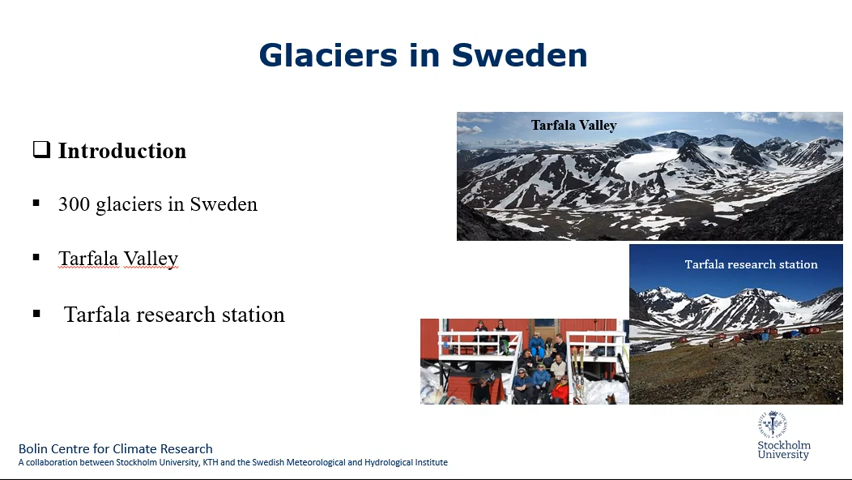 Glaciers in Sweden
Introduction
300 glaciers in Sweden
Tarfala Valley
Tarfala research station
Tarfala Valley
Tarfala research station
Bolin Centre for Climate Research
A collaboration between Stockholm University, KTH and the Swedish Meteorological and Hydrological Institute
Stockholm
University